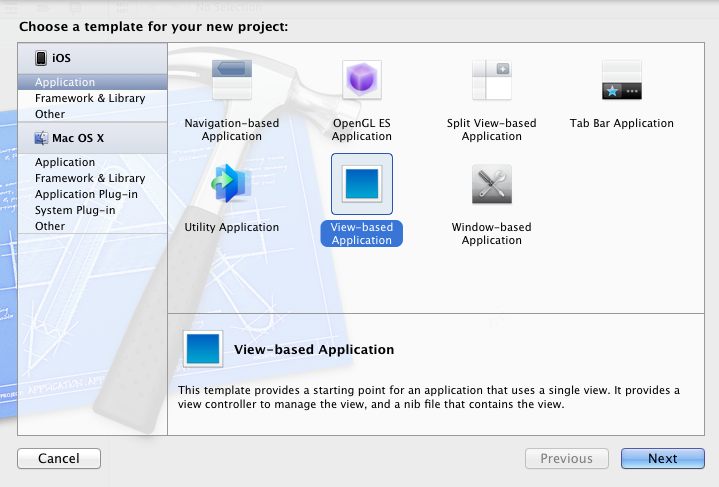 No Selection
Choose a template for your new project:
iOS
Application
Framework & Library
Other
Mac OS X
Application
Framework & Library
Application Plug-in
System Plug-in
Other
Navigation-based
Application
OpenGL ES
Application
Split View-based
Application
Tab Bar Application
Utility Application
View-based
Application
Window-based
Application
View-based Application
This template provides a starting point for an application that uses a single view. It provides a
view controller to manage the view, and a nib file that contains the view.
Cancel
Previous
Next